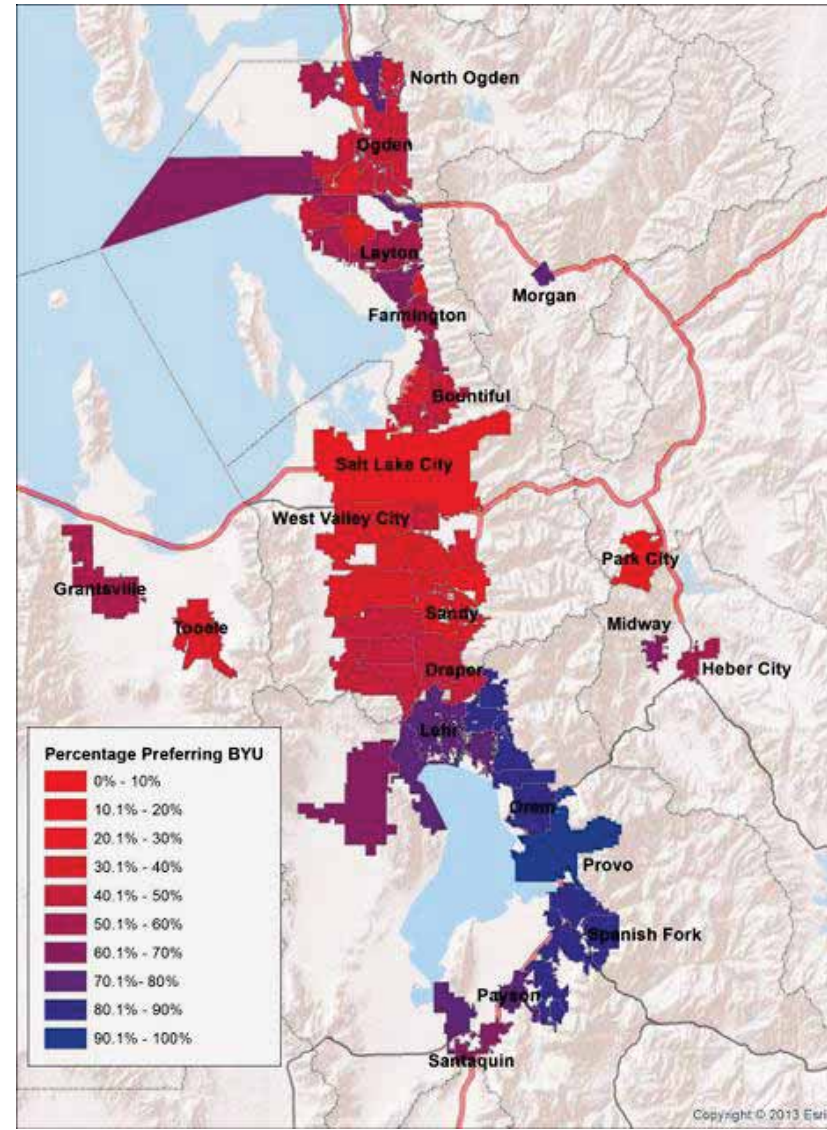 North Ogden
Ogden
Layton
Morgan
Farmington
Bountiful
Salt Lake City
West Valley City
Park City
Grantsville
Tooele
Sandy
Midway
Draper
Heber City
Lehi
Orem
Provo
Spanish Fork
Payson
Santaquin
Percentage Preferring BYU
0% - 10%
10.1% - 20%
20.1% - 30%
30.1% - 40%
40.1% - 50%
50.1% - 60%
60.1% - 70%
70.1%- 80%
80.1% - 90%
90.1% - 100%
Copyright © 2013 Esri